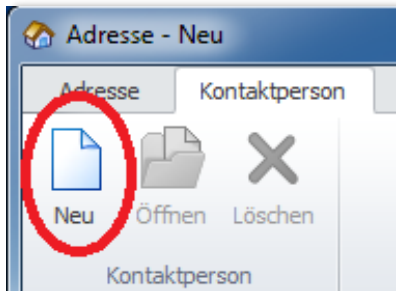 Adresse - Neu
Adresse Kontaktperson
Neu Öffnen Löschen
Kontaktperson